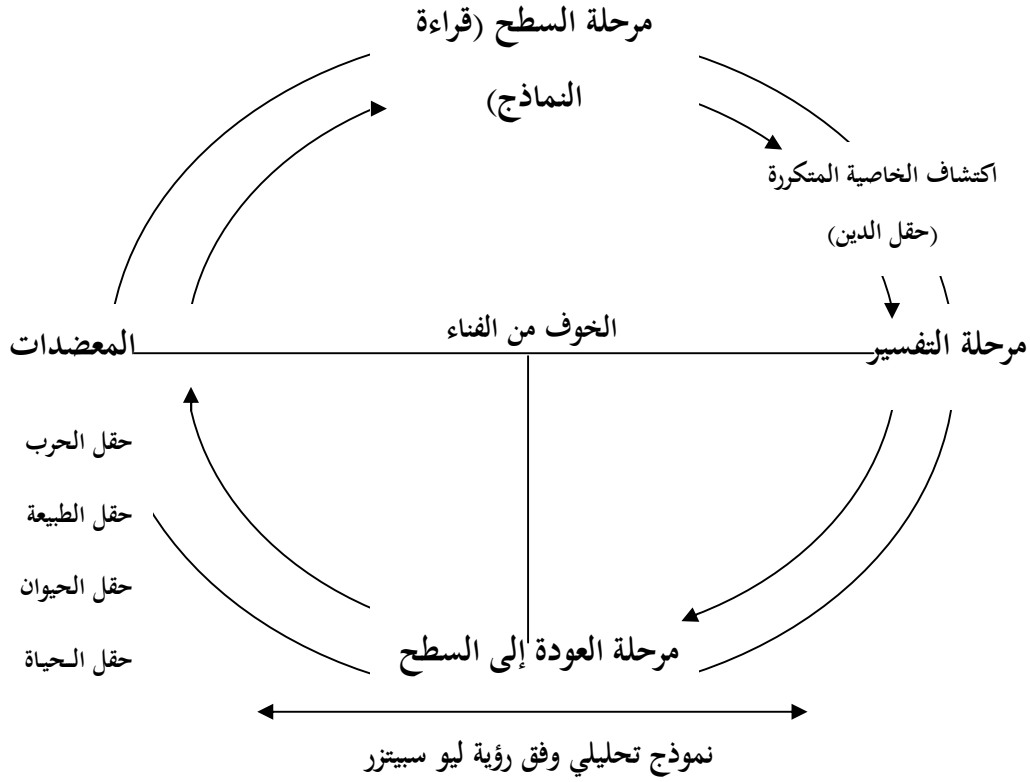 مرحلة السطح (قراءة
النماذج)
اكتشاف الخاصية المتكررة
(حقل الدين)
الخوف من الفناء
مرحلة التفسير
المعضدات
حقل الحرب
حقل الطبيعة
حقل الحيوان
حقل الـحياة
مرحلة العودة إلى السطح
نموذج تحليلي وفق رؤية ليو سبيتزر